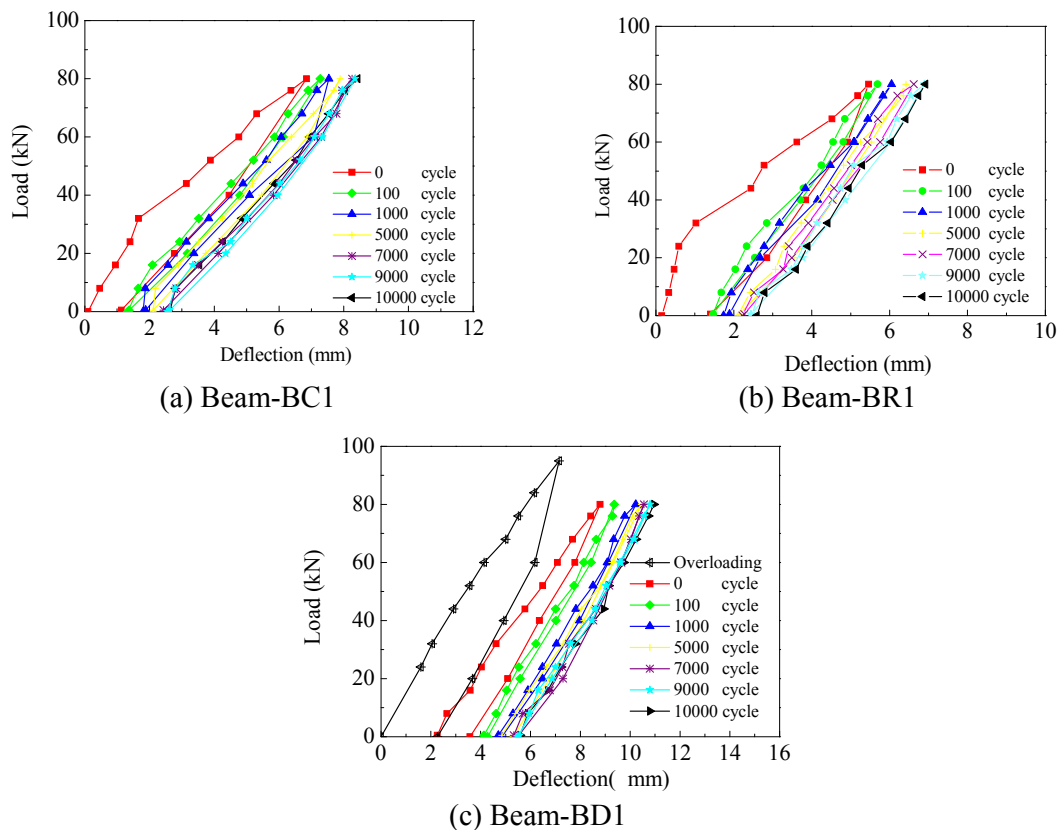 100
80
60
40
20
0
Load (kN)
0 cycle
100 cycle
1000 cycle
5000 cycle
7000 cycle
9000 cycle
10000 cycle
0 2 4 6 8 10 12
Deflection (mm)
(a) Beam-BC1
100
80
60
40
20
0
Load (kN)
0 cycle
100 cycle
1000 cycle
5000 cycle
7000 cycle
9000 cycle
10000 cycle
0 2 4 6 8 10
Deflection (mm)
(b) Beam-BR1
100
80
60
40
20
0
Load (kN)
Overloading
0 cycle
100 cycle
1000 cycle
5000 cycle
7000 cycle
9000 cycle
10000 cycle
0 2 4 6 8 10 12 14 16
Deflection( mm)
(c) Beam-BD1